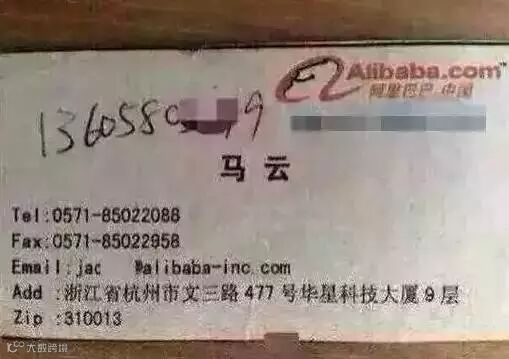 Alibaba.com™
阿里巴巴·中国
马云
Tel:0571-85022088
Fax:0571-85022958
Email:jac @alibaba-inc.com
Add :浙江省杭州市文三路477号华星科技大厦9层
Zip :310013
大数跨境